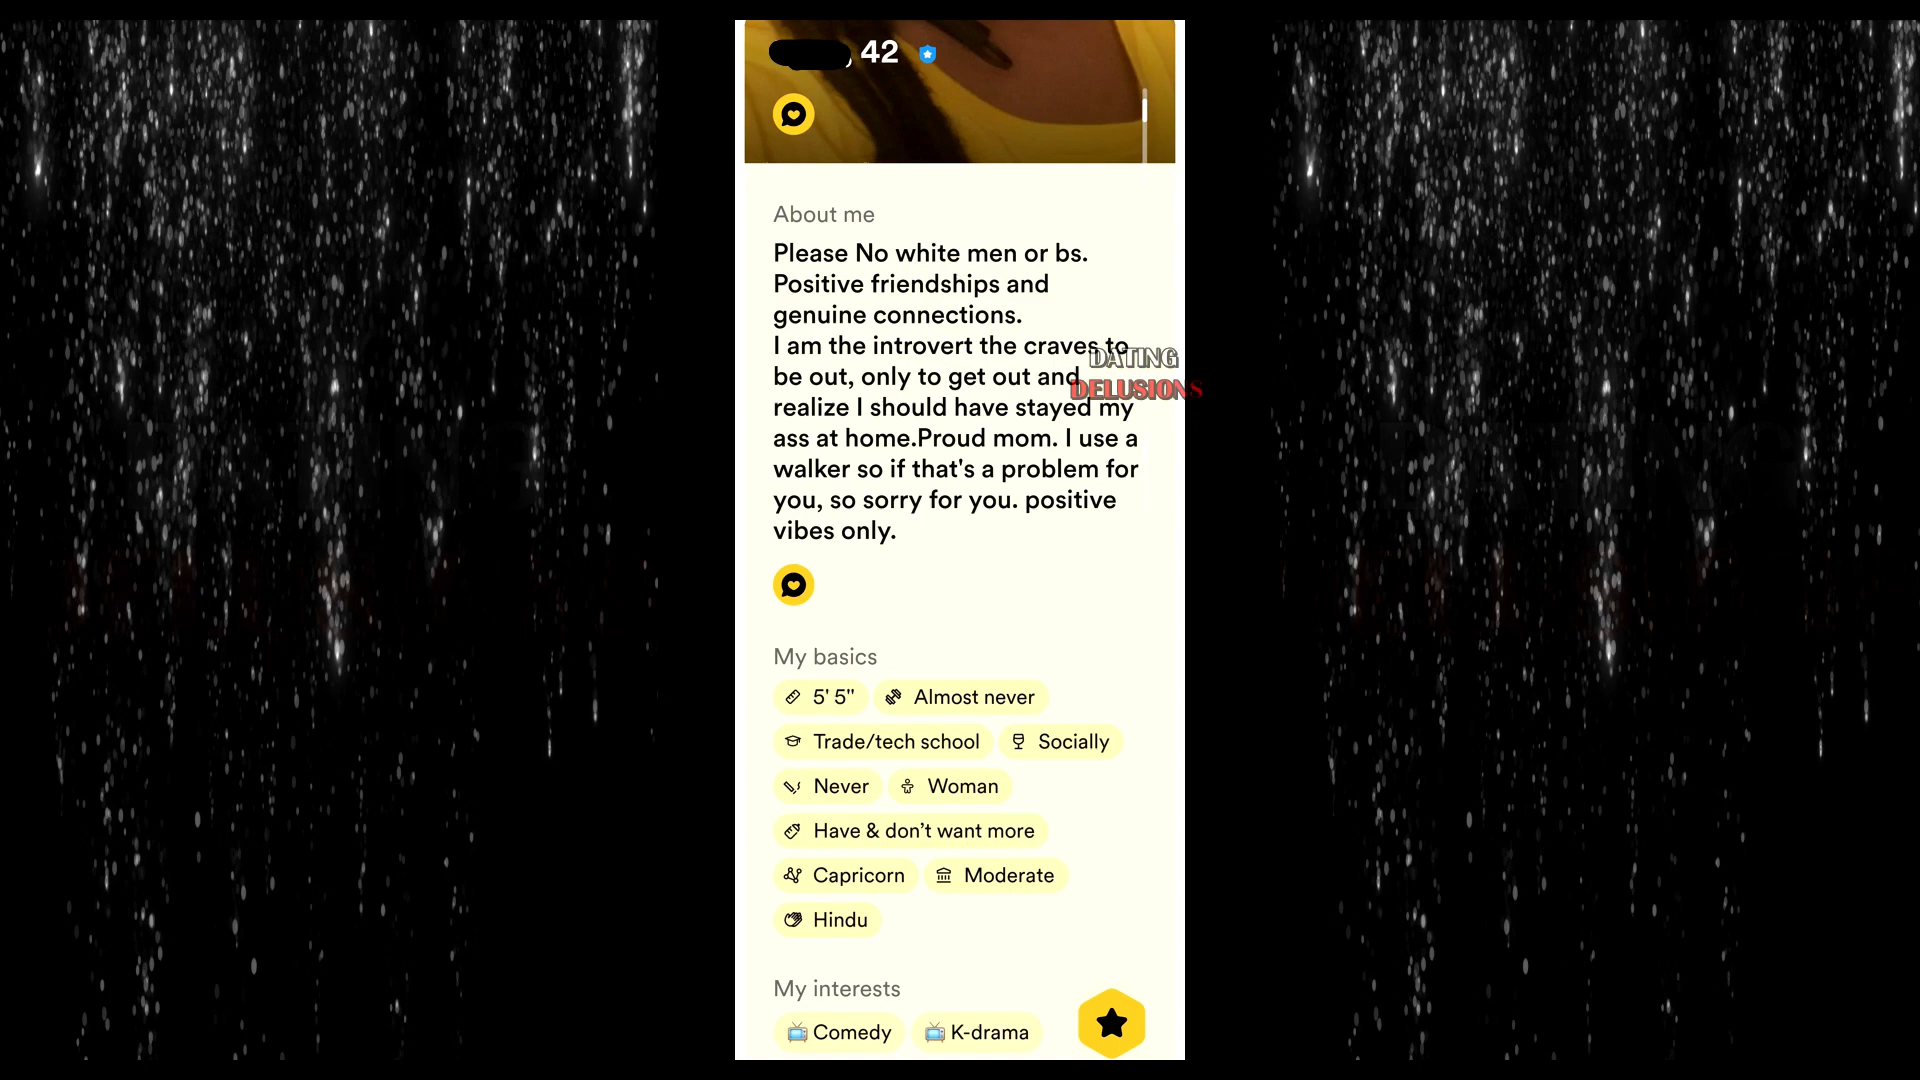 42
About me
Please No white men or bs.
Positive friendships and
genuine connections.
I am the introvert the craves to
be out, only to get out and
realize I should have stayed my
ass at home.Proud mom. I use a
walker so if that's a problem for
you, so sorry for you. positive
vibes only.
DATING
DELUSIONS
My basics
5' 5"
Almost never
Trade/tech school
Socially
Never
Woman
Have & don’t want more
Capricorn
Moderate
Hindu
My interests
Comedy
K-drama